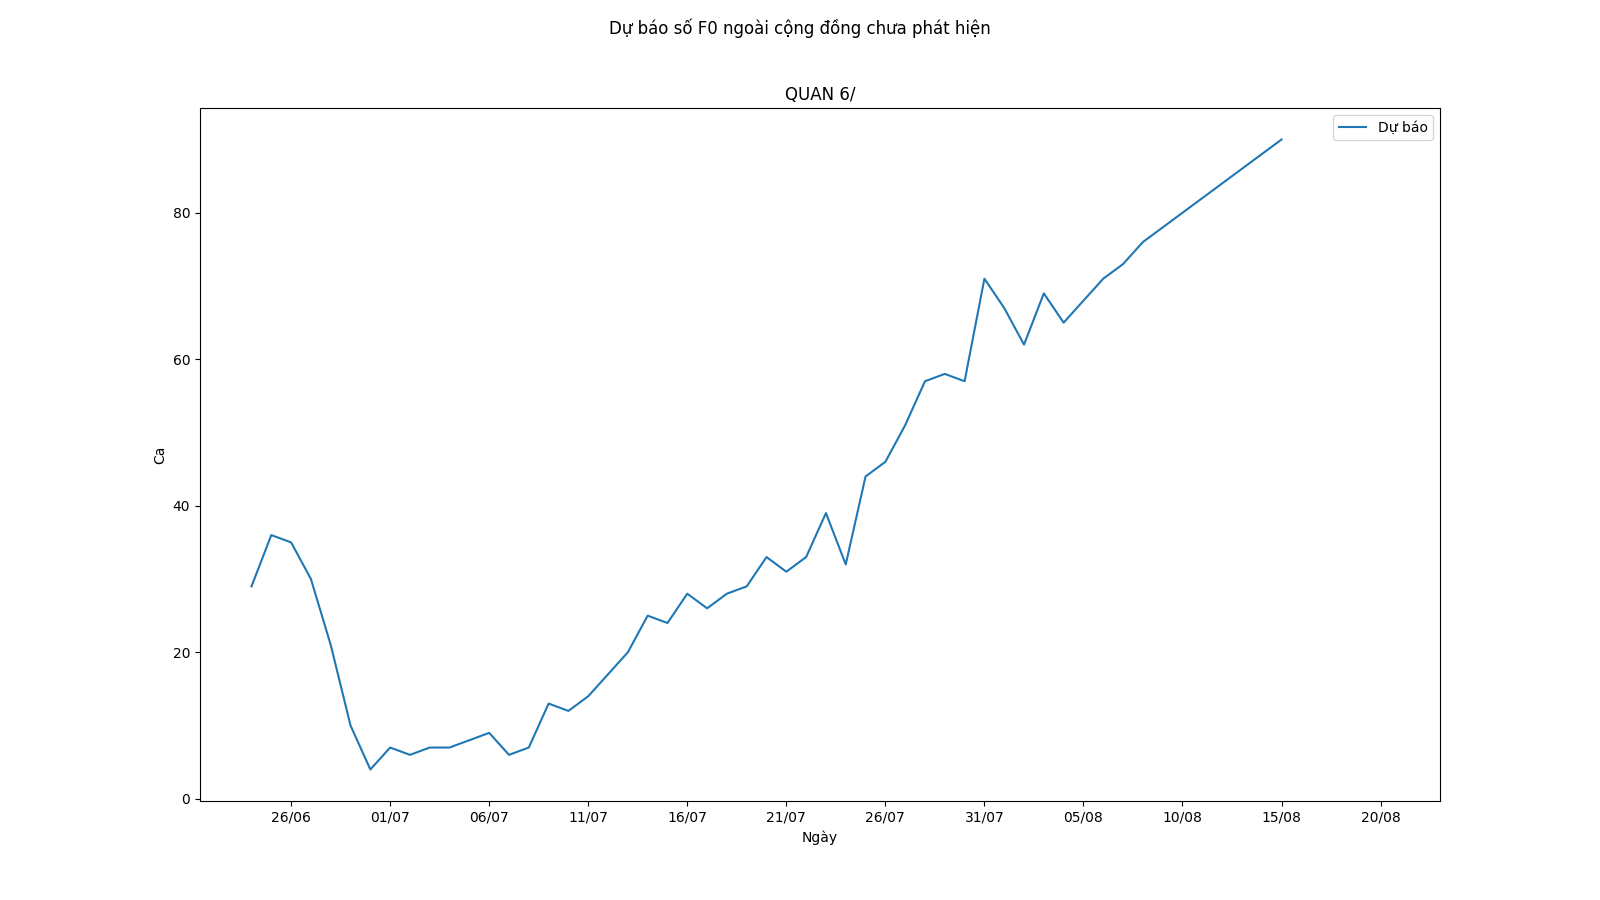 Dự báo số F0 ngoài cộng đồng chưa phát hiện
QUAN 6/
Dự báo
80
60
40
20
0
Ca
26/06 01/07 06/07 11/07 16/07 21/07 26/07 31/07 05/08 10/08 15/08 20/08
Ngày